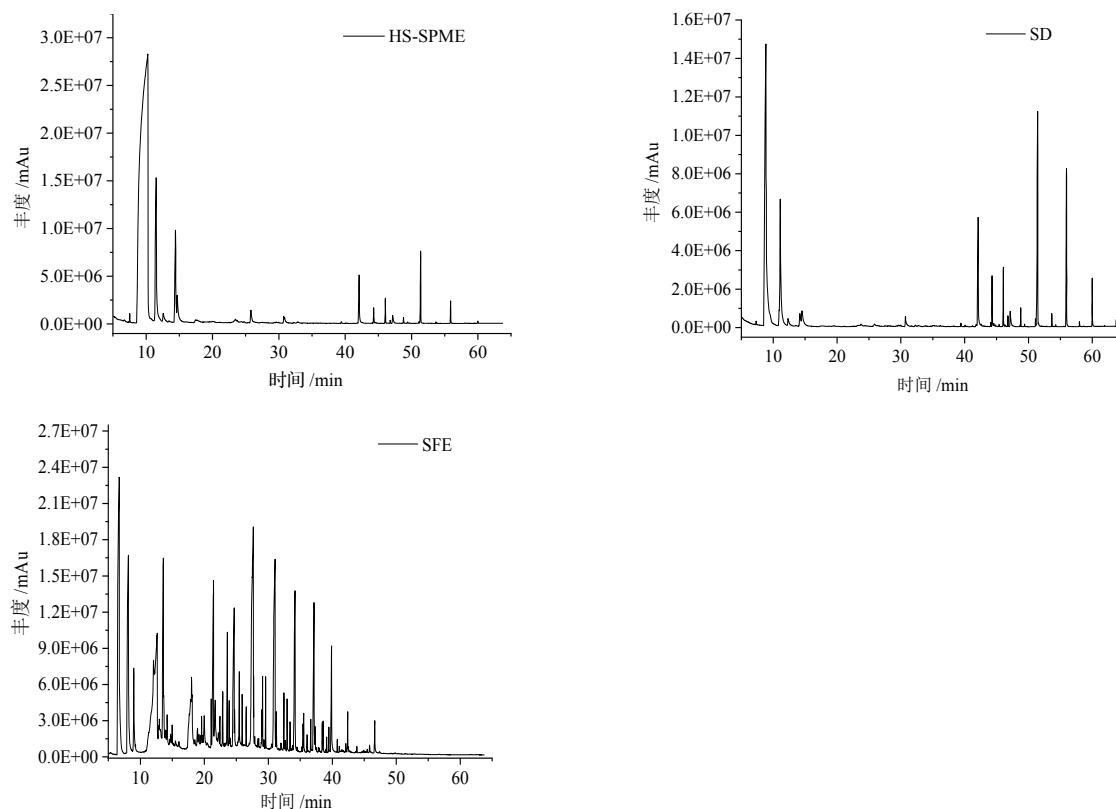 HS-SPME
3.0E+07
2.5E+07
2.0E+07
1.5E+07
1.0E+07
5.0E+06
0.0E+00
丰度 /mAu
10 20 30 40 50 60
时间 /min
SD
1.6E+07
1.4E+07
1.2E+07
1.0E+07
8.0E+06
6.0E+06
4.0E+06
2.0E+06
0.0E+00
丰度 /mAu
10 20 30 40 50 60
时间 /min
SFE
2.7E+07
2.4E+07
2.1E+07
1.8E+07
1.5E+07
1.2E+07
9.0E+06
6.0E+06
3.0E+06
0.0E+00
丰度 /mAu
10 20 30 40 50 60
时间 /min